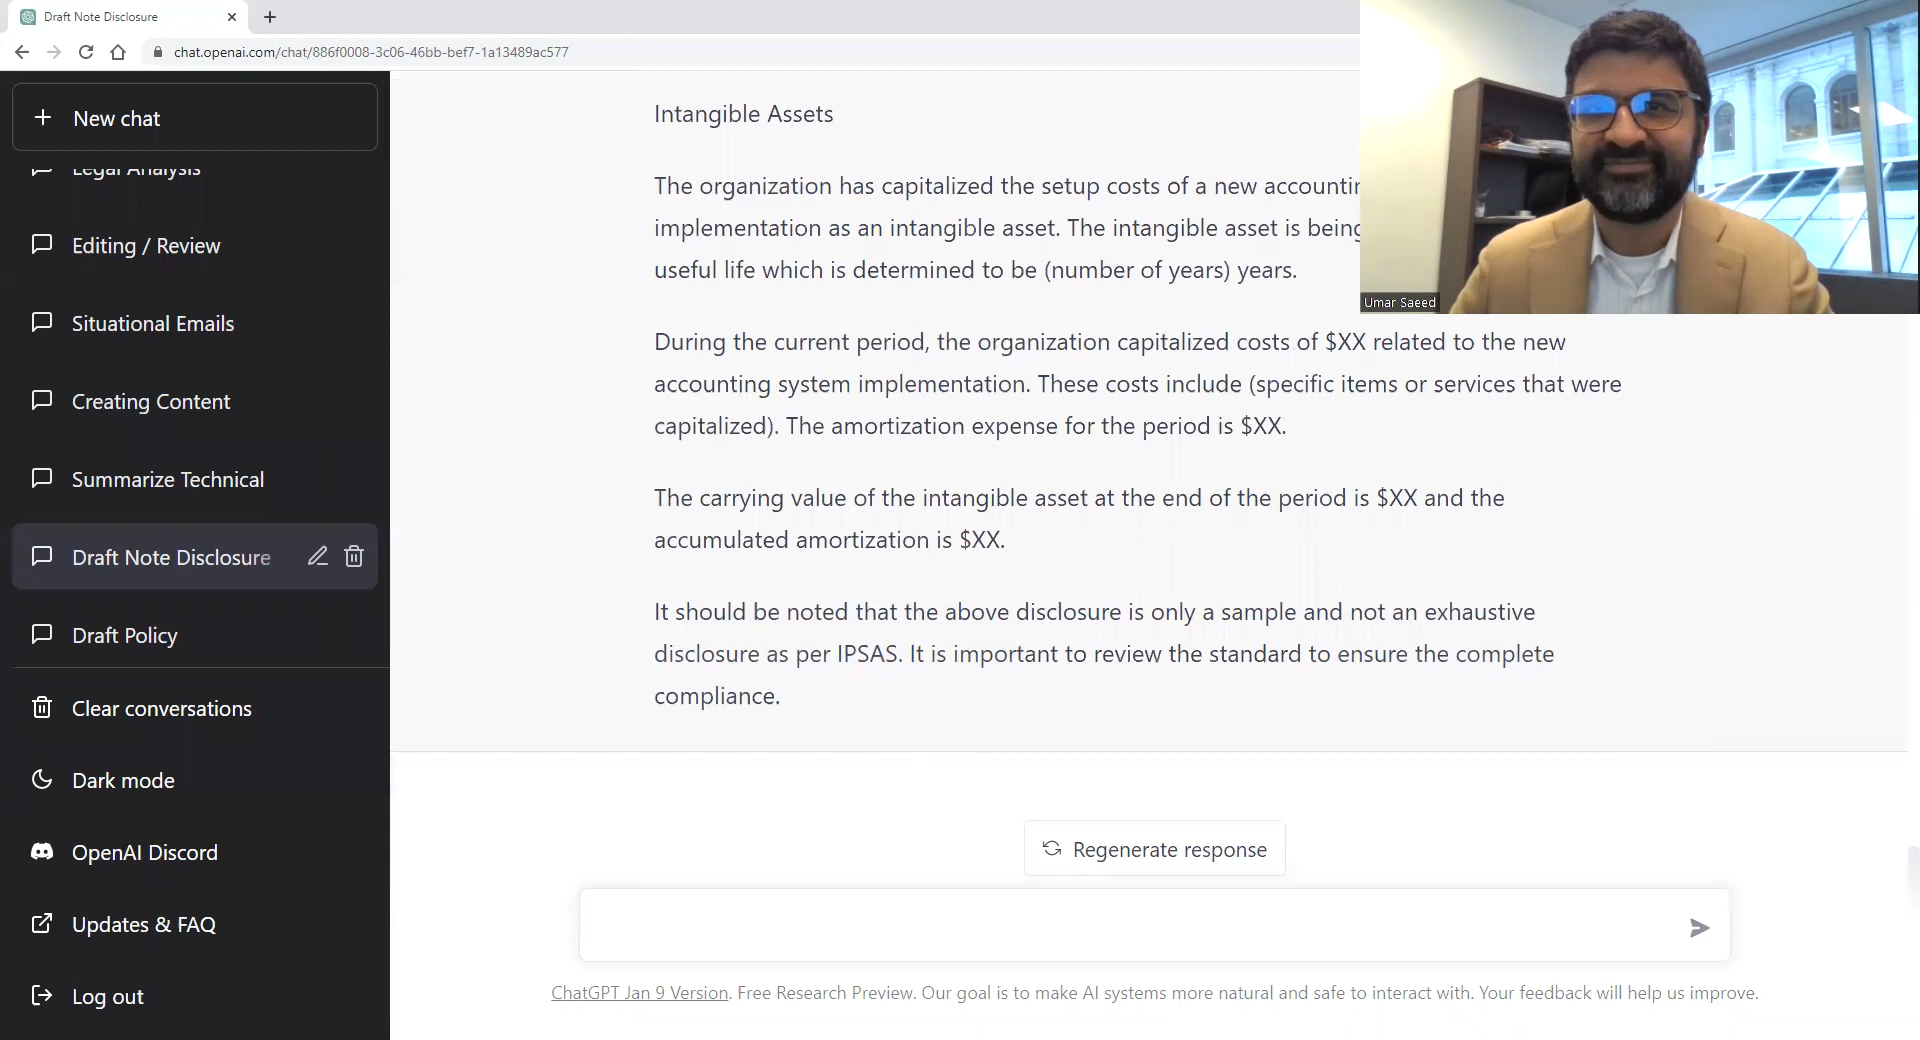 Draft Note Disclosure
chat.openai.com/chat/886f0008-3c06-46bb-bef7-1a13489ac577
New chat
Legal Analysis
Editing / Review
Situational Emails
Creating Content
Summarize Technical
Draft Note Disclosure
Draft Policy
Clear conversations
Dark mode
OpenAI Discord
Updates & FAQ
Log out
Intangible Assets
The organization has capitalized the setup costs of a new
implementation as an intangible asset. The intangible asset is being
useful life which is determined to be (number of years) years.
During the current period, the organization capitalized costs of $XX related to the new
accounting system implementation. These costs include (specific items or services that were
capitalized). The amortization expense for the period is $XX.
The carrying value of the intangible asset at the end of the period is $XX and the
accumulated amortization is $XX.
It should be noted that the above disclosure is only a sample and not an exhaustive
disclosure as per IPSAS. It is important to review the standard to ensure the complete
compliance.
Regenerate response
ChatGPT Jan 9 Version. Free Research Preview. Our goal is to make AI systems more natural and safe to interact with. Your feedback will help us improve.
Umar Saeed